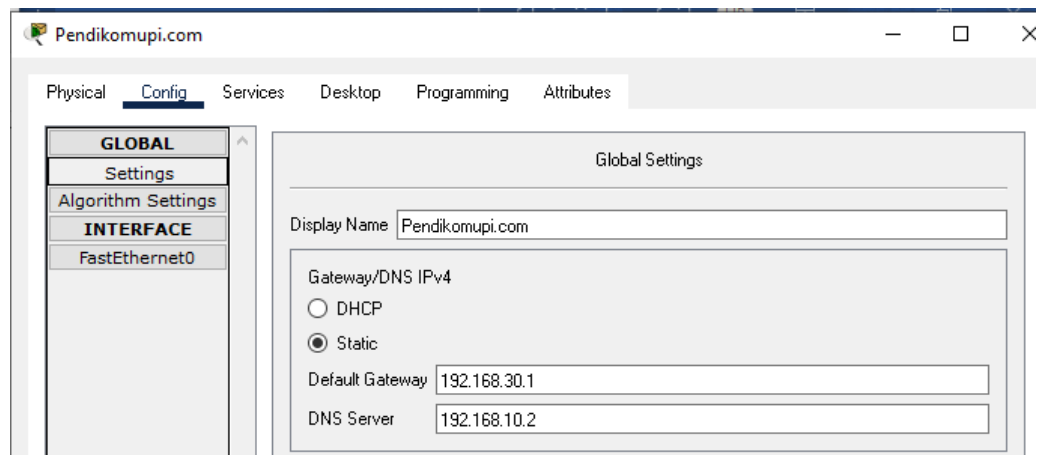 Pendikomupi.com
Physical Config Services Desktop Programming Attributes
GLOBAL
Settings
Algorithm Settings
INTERFACE
FastEthernet0
Global Settings
Display Name Pendikomupi.com
Gateway/DNS IPv4
DHCP
Static
Default Gateway 192.168.30.1
DNS Server 192.168.10.2